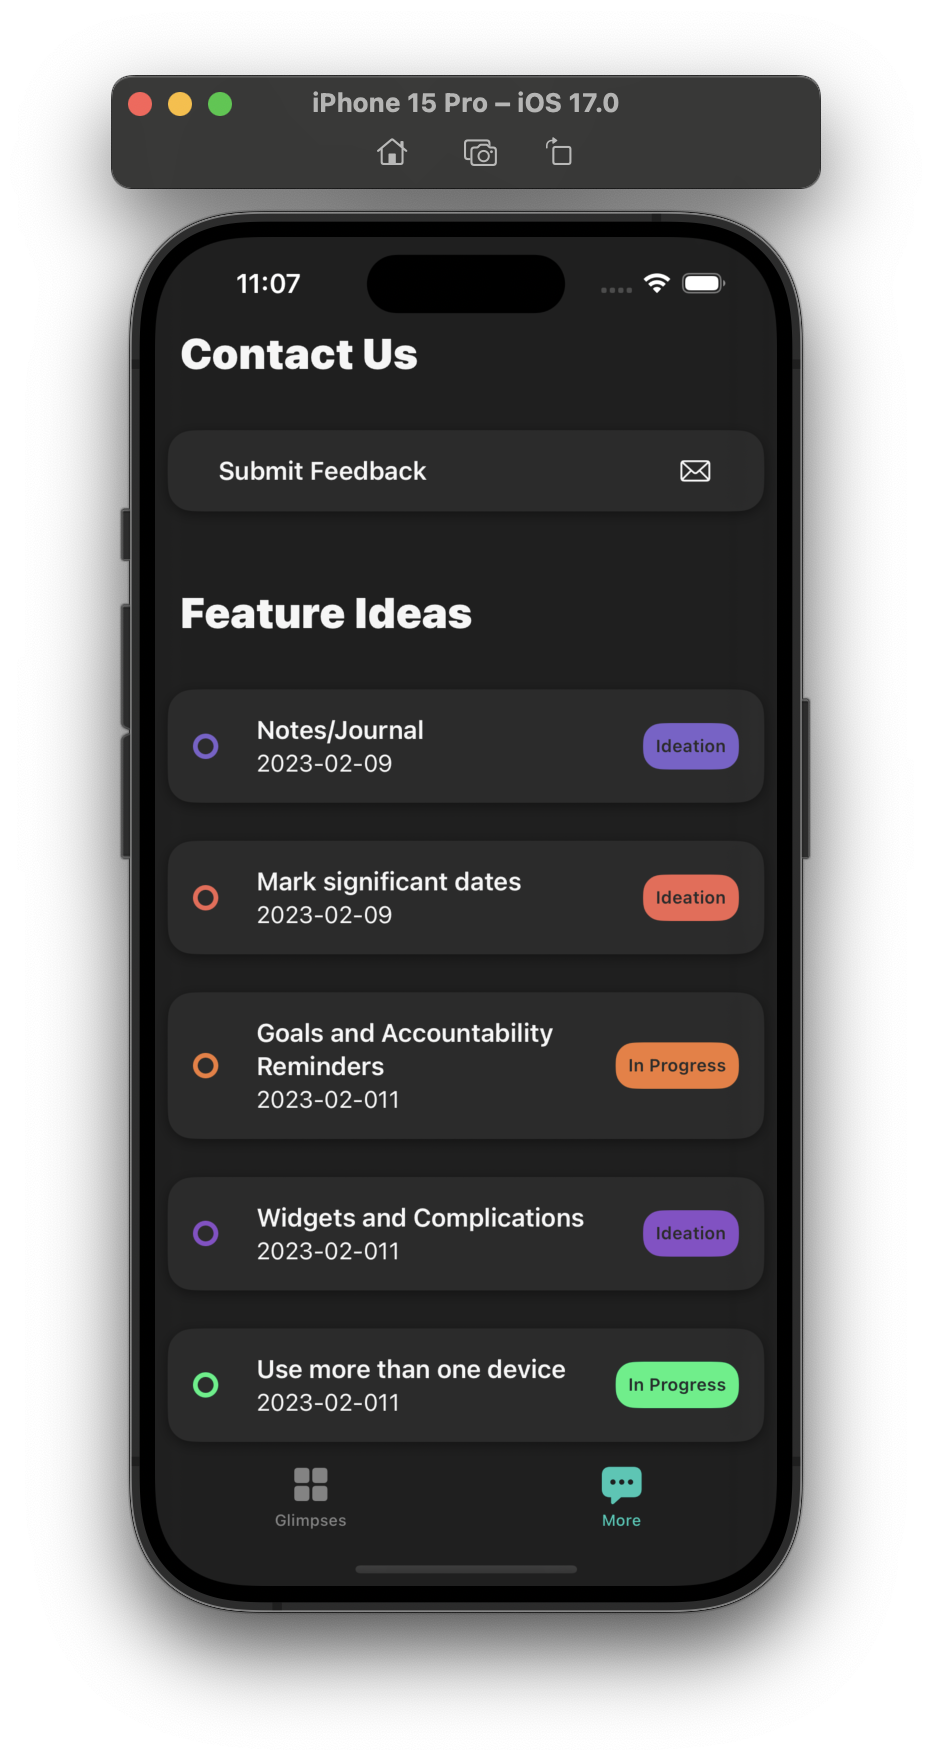 iPhone 15 Pro – iOS 17.0
11:07
Contact Us
Submit Feedback
Feature Ideas
Notes/Journal
2023-02-09
Ideation
Mark significant dates
2023-02-09
Ideation
Goals and Accountability
Reminders
2023-02-011
In Progress
Widgets and Complications
2023-02-011
Ideation
Use more than one device
2023-02-011
In Progress
Glimpses
More